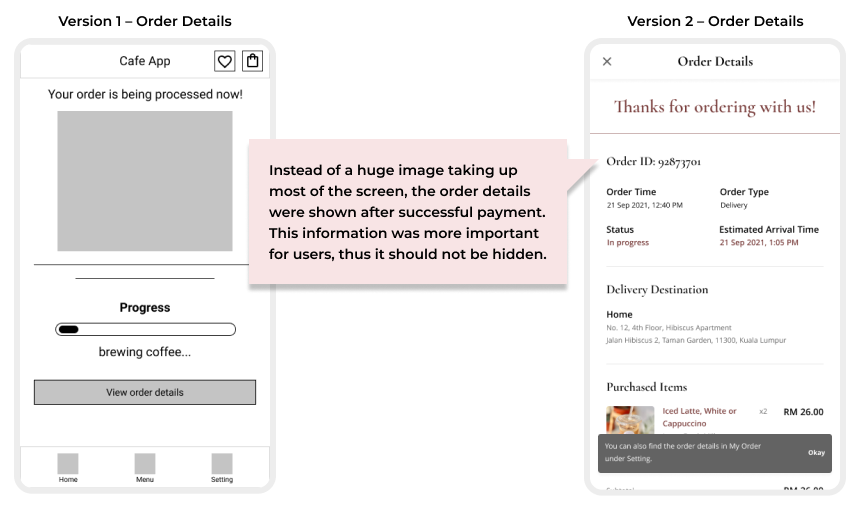 Version 1 – Order Details
Cafe App
Your order is being processed now!
Progress
brewing coffee...
View order details
Home
Menu
Setting
Instead of a huge image taking up
most of the screen, the order details
were shown after successful payment.
This information was more important
for users, thus it should not be hidden.
Version 2 – Order Details
Order Details
Thanks for ordering with us!
Order ID: 92873701
Order Time
Order Type
21 Sep 2021, 12:40 PM
Delivery
Status
Estimated Arrival Time
In progress
21 Sep 2021, 1:05 PM
Delivery Destination
Home
No. 12, 4th Floor, Hibiscus Apartment
Jalan Hibiscus 2, Taman Garden, 11300, Kuala Lumpur
Purchased Items
Iced Latte, White or
x2
RM 26.00
Cappuccino
You can also find the order details in My Order
under Setting.
Okay